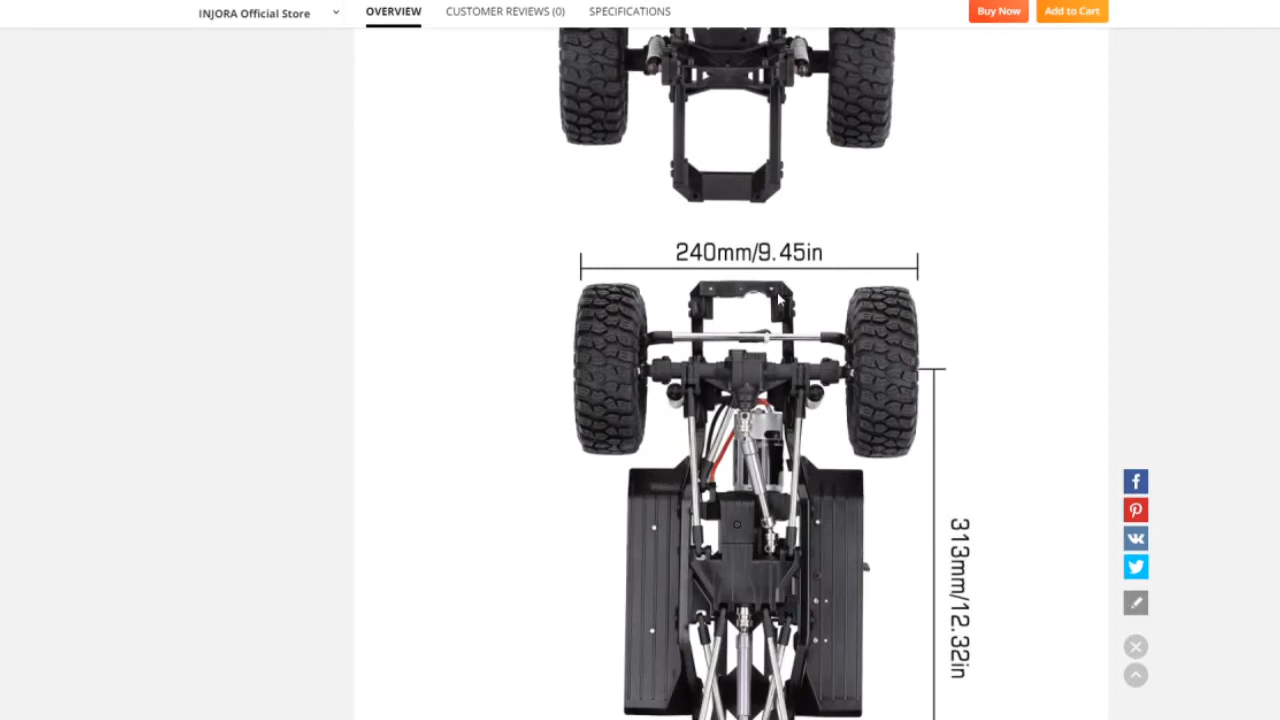 INJORA Official Store
OVERVIEW
CUSTOMER REVIEWS (0)
SPECIFICATIONS
Buy Now
Add to Cart
240mm/9.45in
313mm/12.32in